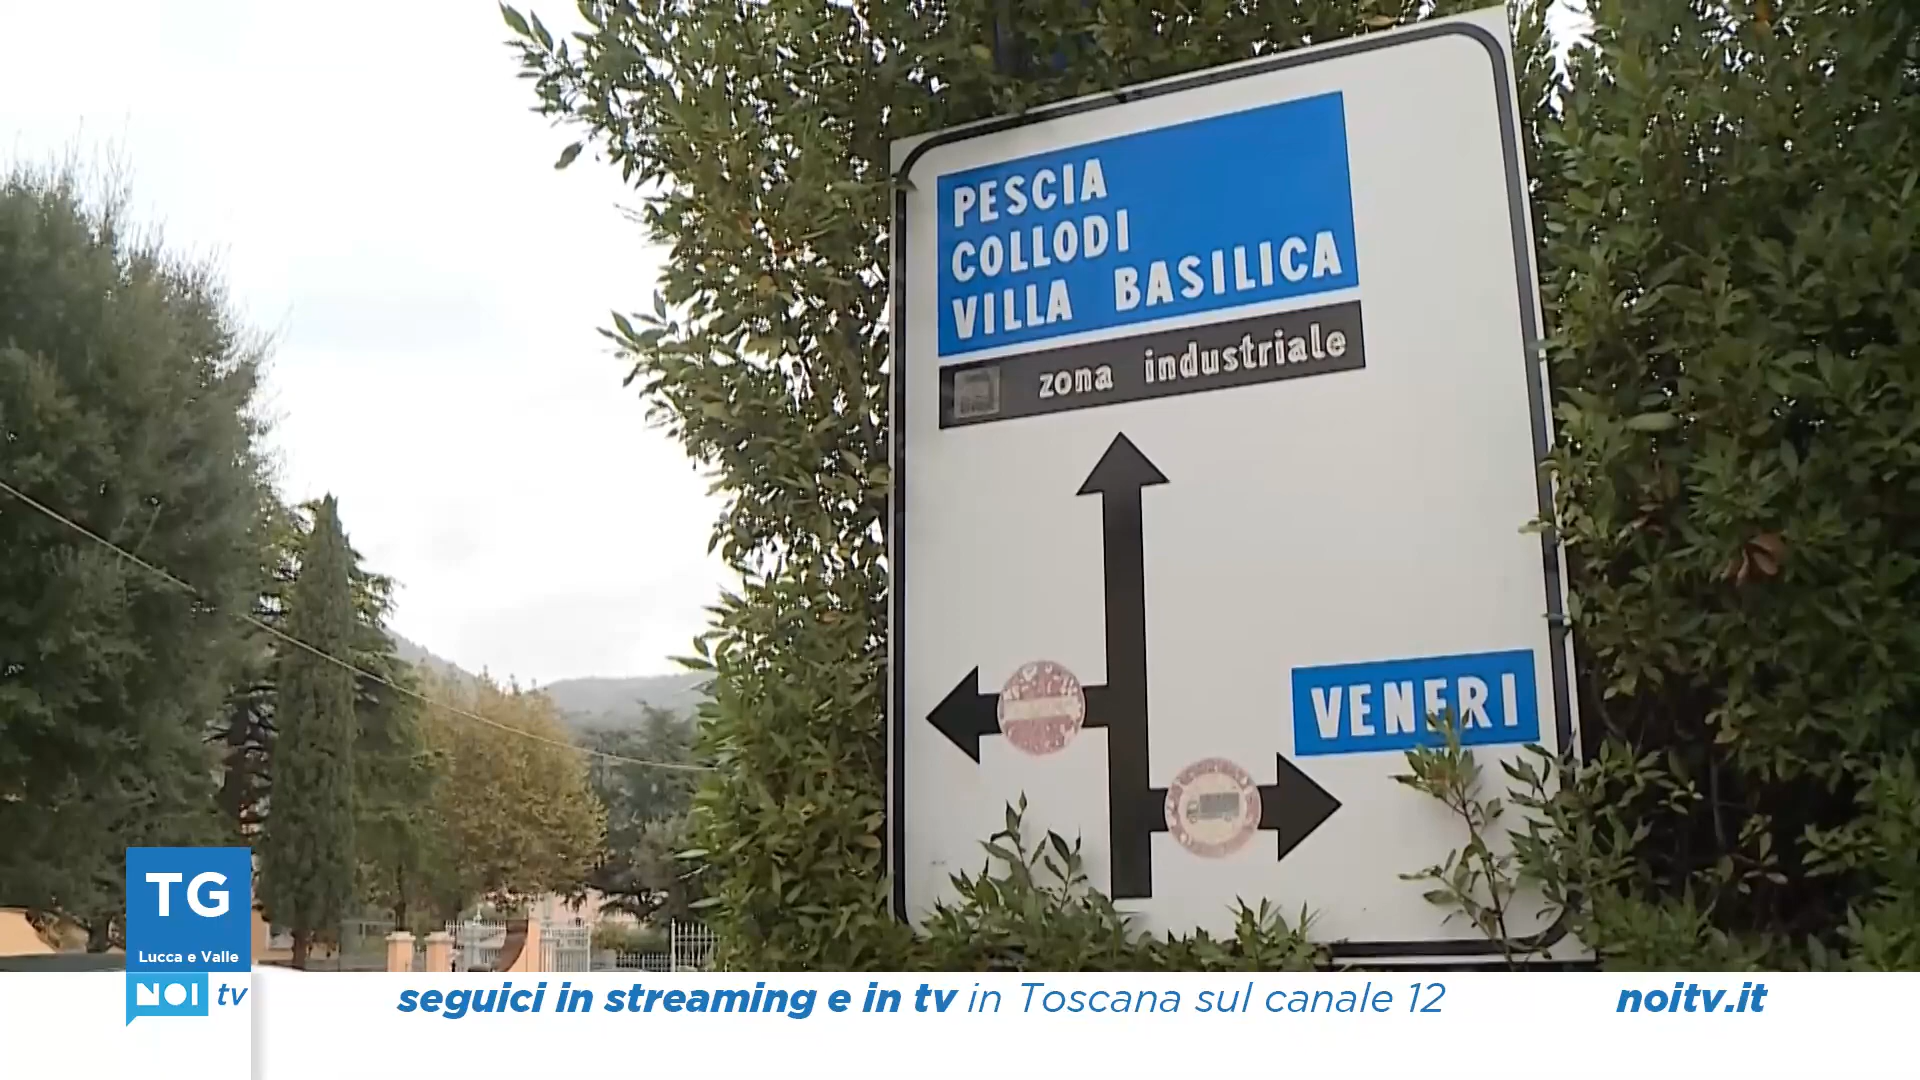 PESCIA
COLLODI
VILLA BASILICA
zona industriale
VENERI
TG
Lucca e Valle
NOI tv
seguici in streaming e in tv in Toscana sul canale 12
noitv.it